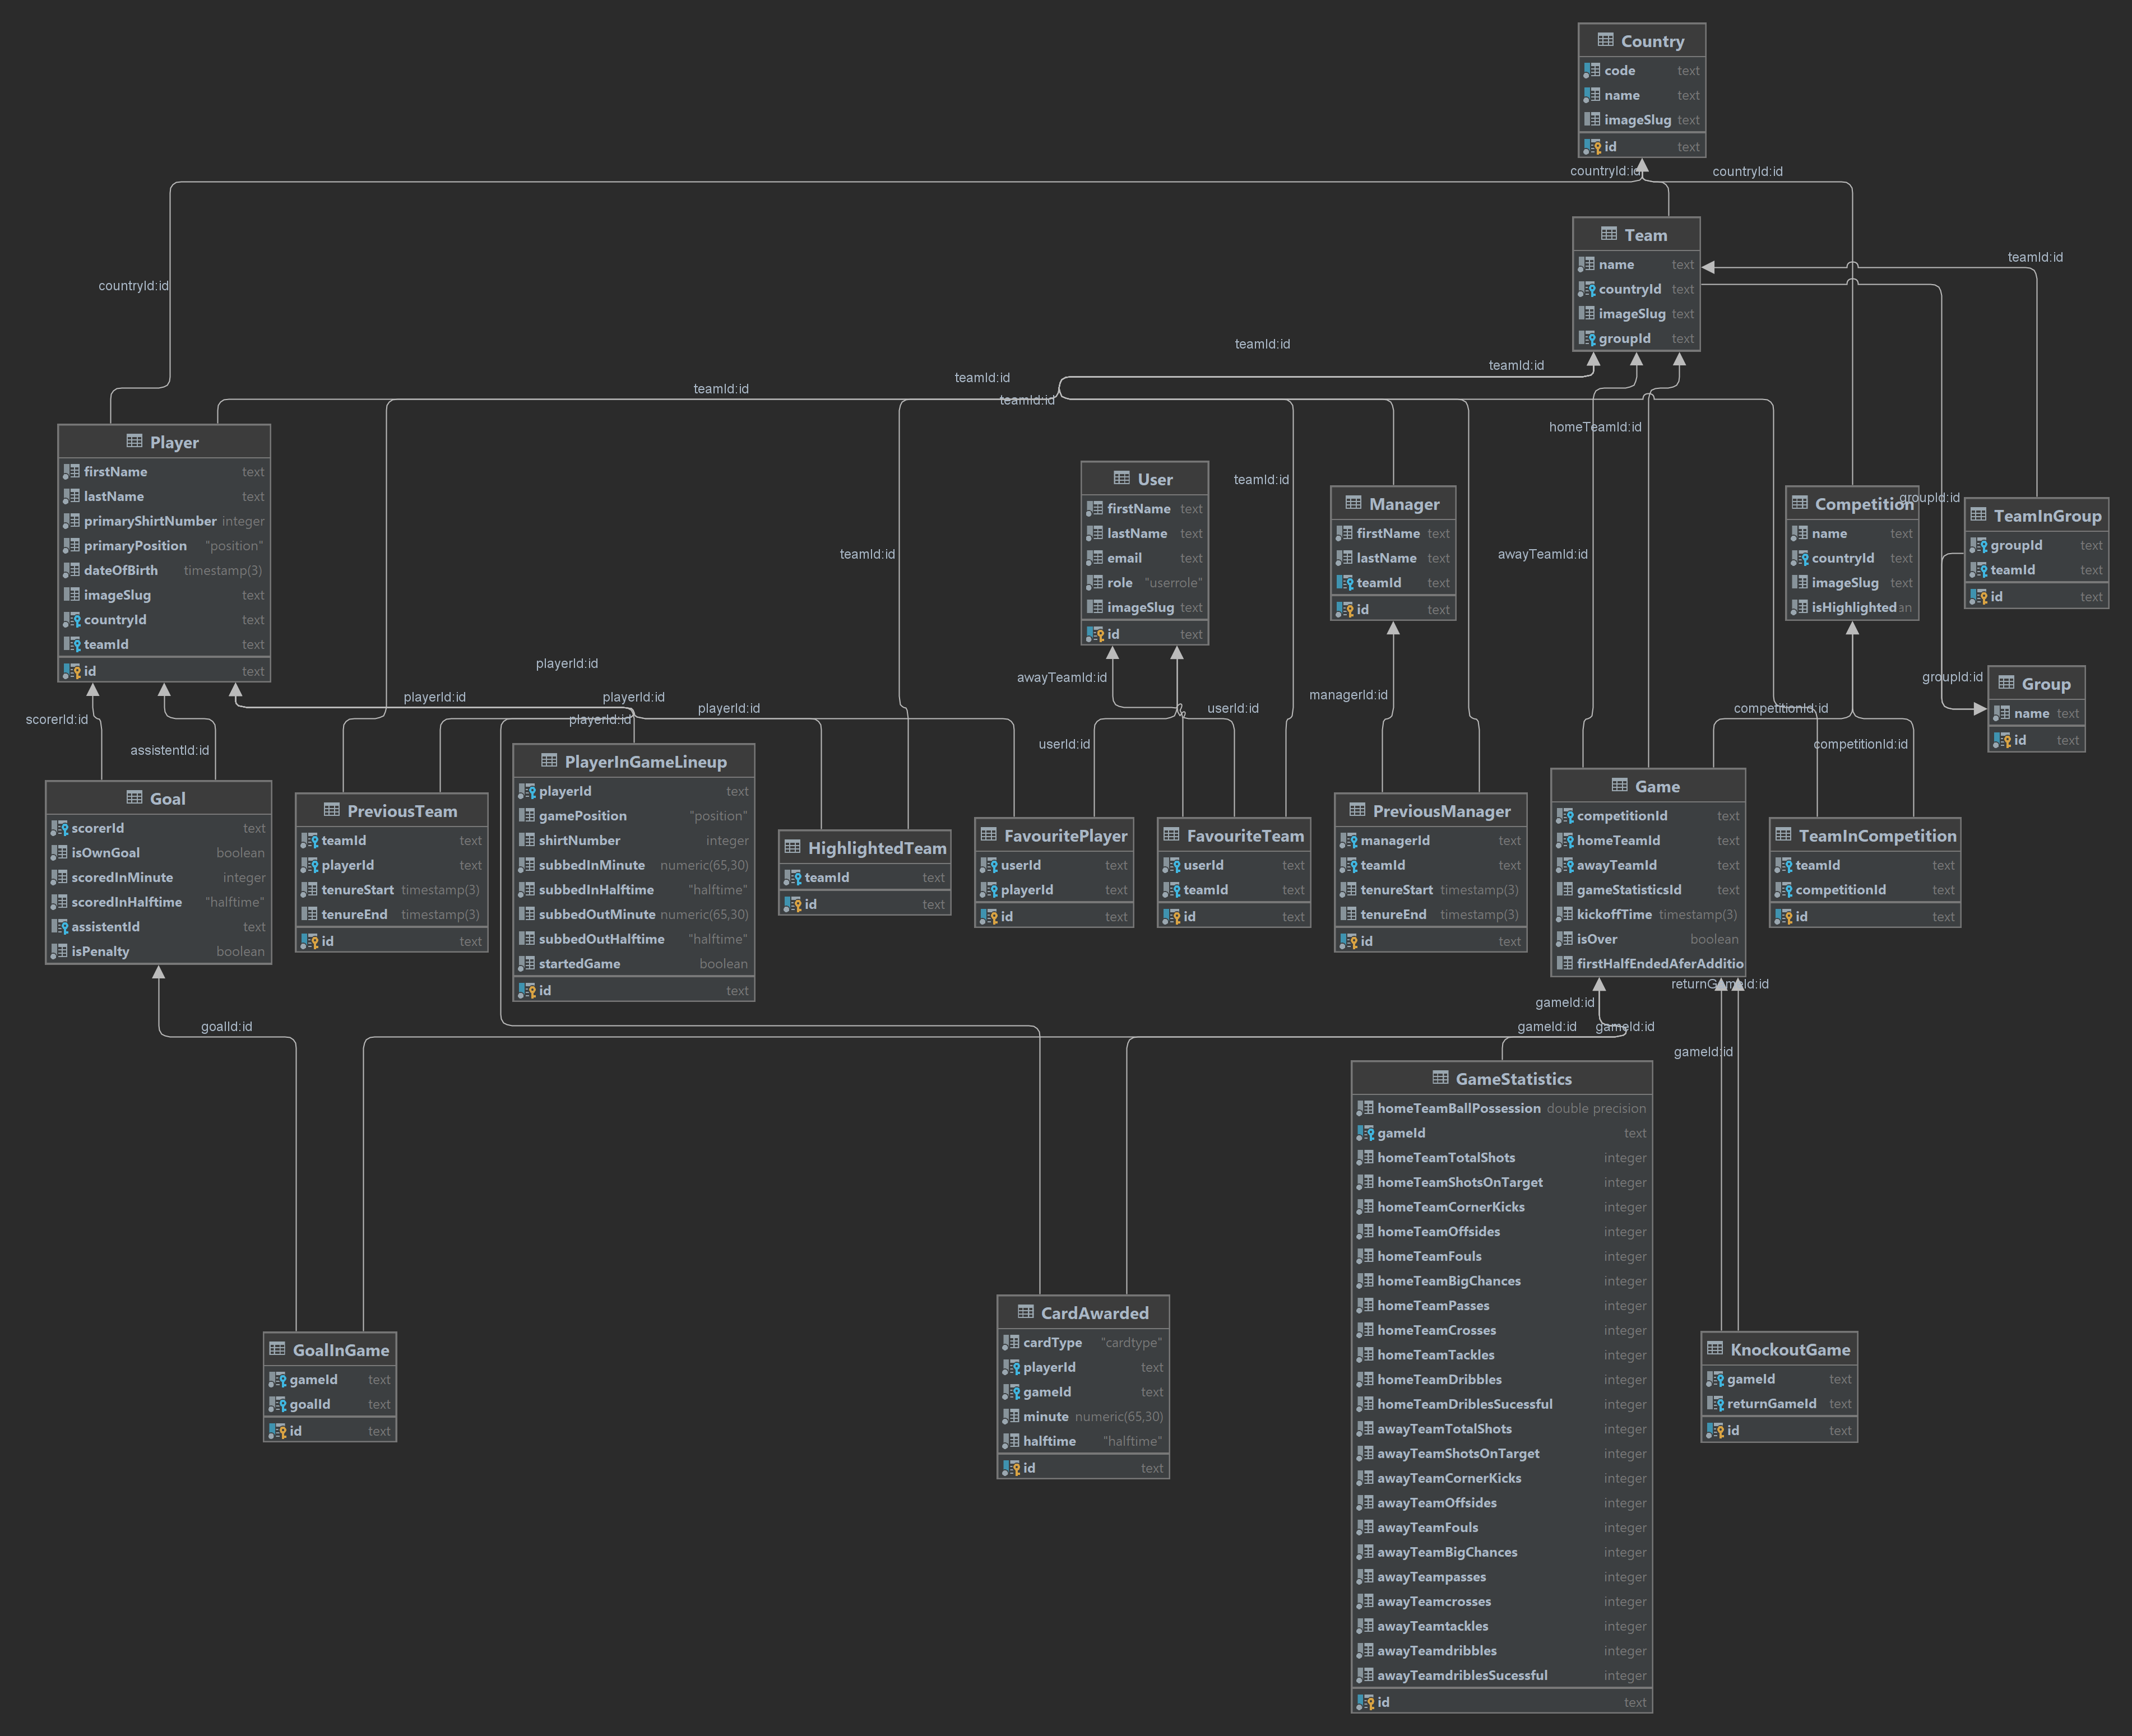 Country
code text
name text
imageSlug text
id text
countryId:id
countryId:id
countryId:id
Team
name text
countryId text
imageSlug text
groupId text
teamId:id
teamId:id
teamId:id
teamId:id
teamId:id
teamId:id
homeTeamId:id
Player
firstName text
lastName text
primaryShirtNumber integer
primaryPosition "position"
dateOfBirth timestamp(3)
imageSlug text
countryId text
teamId text
id text
User
firstName text
lastName text
email text
role "userrole"
imageSlug text
id text
teamId:id
teamId:id
Manager
firstName text
lastName text
teamId text
id text
awayTeamId:id
Competition
name text
countryId text
imageSlug text
isHighlighted an
groupId:id
TeamInGroup
groupId text
teamId text
id text
groupId:id
Group
name text
id text
scorerId:id
assistentId:id
playerId:id
playerId:id
playerId:id
playerId:id
playerId:id
awayTeamId:id
userId:id
userId:id
managerId:id
competitionId:id
competitionId:id
Goal
scorerId text
isOwnGoal boolean
scoredInMinute integer
scoredInHalftime "halftime"
assistentId text
isPenalty boolean
PreviousTeam
teamId text
playerId text
tenureStart timestamp(3)
tenureEnd timestamp(3)
id text
PlayerInGameLineup
playerId text
gamePosition "position"
shirtNumber integer
subbedInMinute numeric(65,30)
subbedInHalftime "halftime"
subbedOutMinute numeric(65,30)
subbedOutHalftime "halftime"
startedGame boolean
id text
HighlightedTeam
teamId text
id text
FavouritePlayer
userId text
playerId text
id text
FavouriteTeam
userId text
teamId text
id text
PreviousManager
managerId text
teamId text
tenureStart timestamp(3)
tenureEnd timestamp(3)
id text
Game
competitionId text
homeTeamId text
awayTeamId text
gameStatisticsId text
kickoffTime timestamp(3)
isOver boolean
firstHalfEndedAferAdditio
TeamInCompetition
teamId text
competitionId text
id text
goalId:id
gameId:id
gameId:id
gameId:id
returnGameId:id
gameId:id
GoalInGame
gameId text
goalId text
id text
CardAwarded
cardType "cardtype"
playerId text
gameId text
minute numeric(65,30)
halftime "halftime"
id text
GameStatistics
homeTeamBallPossession double precision
gameId text
homeTeamTotalShots integer
homeTeamShotsOnTarget integer
homeTeamCornerKicks integer
homeTeamOffsides integer
homeTeamFouls integer
homeTeamBigChances integer
homeTeamPasses integer
homeTeamCrosses integer
homeTeamTackles integer
homeTeamDribbles integer
homeTeamDriblesSucessful integer
awayTeamTotalShots integer
awayTeamShotsOnTarget integer
awayTeamCornerKicks integer
awayTeamOffsides integer
awayTeamFouls integer
awayTeamBigChances integer
awayTeampasses integer
awayTeamcrosses integer
awayTeamtackles integer
awayTeamdribbles integer
awayTeamdriblesSucessful integer
id text
KnockoutGame
gameId text
returnGameId text
id text